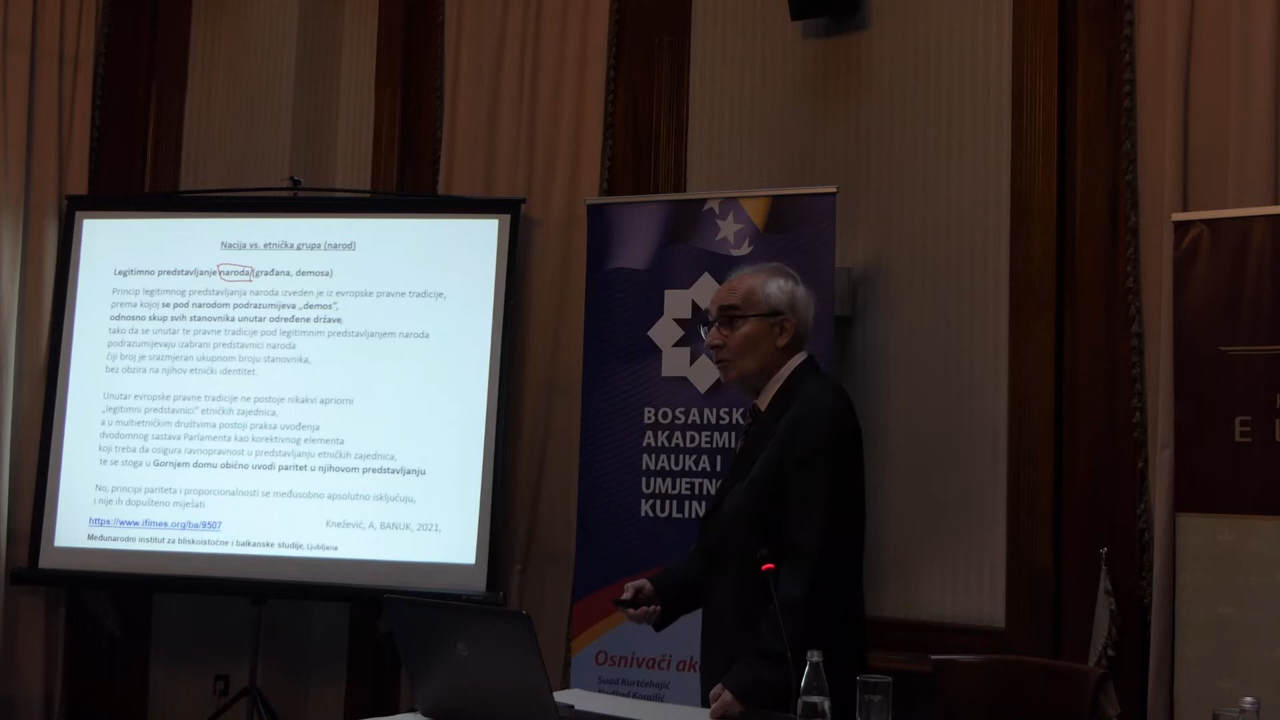 Nacija vs. etnička grupa (narod)
Legitimno predstavljanje naroda (građana, demosa)
Princip legitimnog predstavljanja naroda izveden je iz evropske pravne tradicije,
prema kojoj se pod narodom podrazumijeva „demos",
odnosno skup svih stanovnika unutar određene države,
tako da se unutar te pravne tradicije pod legitimnim predstavljanjem naroda
podrazumijevaju izabrani predstavnici naroda
čiji broj je srazmjeran ukupnom broju stanovnika,
bez obzira na njihov etnički identitet.
Unutar evropske pravne tradicije ne postoje nikakvi apriorni
„legitimni predstavnici" etničkih zajednica,
a u multietničkim društvima postoji praksa uvođenja
dvodomnog sastava Parlamenta kao korektivnog elementa
koji treba da osigura ravnopravnost u predstavljanju etničkih zajednica,
te se stoga u Gornjem domu obično uvodi paritet u njihovom predstavljanju
No, principi pariteta i proporcionalnosti se međusobno apsolutno isključuju,
i nije ih dopušteno miješati
https://www.ifimes.org/ba/9507
Knežević, A, BANUK, 2021,
Međunarodni institut za bliskoistočne i balkanske studije, Ljubljana
BOSANSK
AKADEMI
NAUKA I
UMJETNO
KULIN
Osnivači ak
Suad Kurtćehajić
E